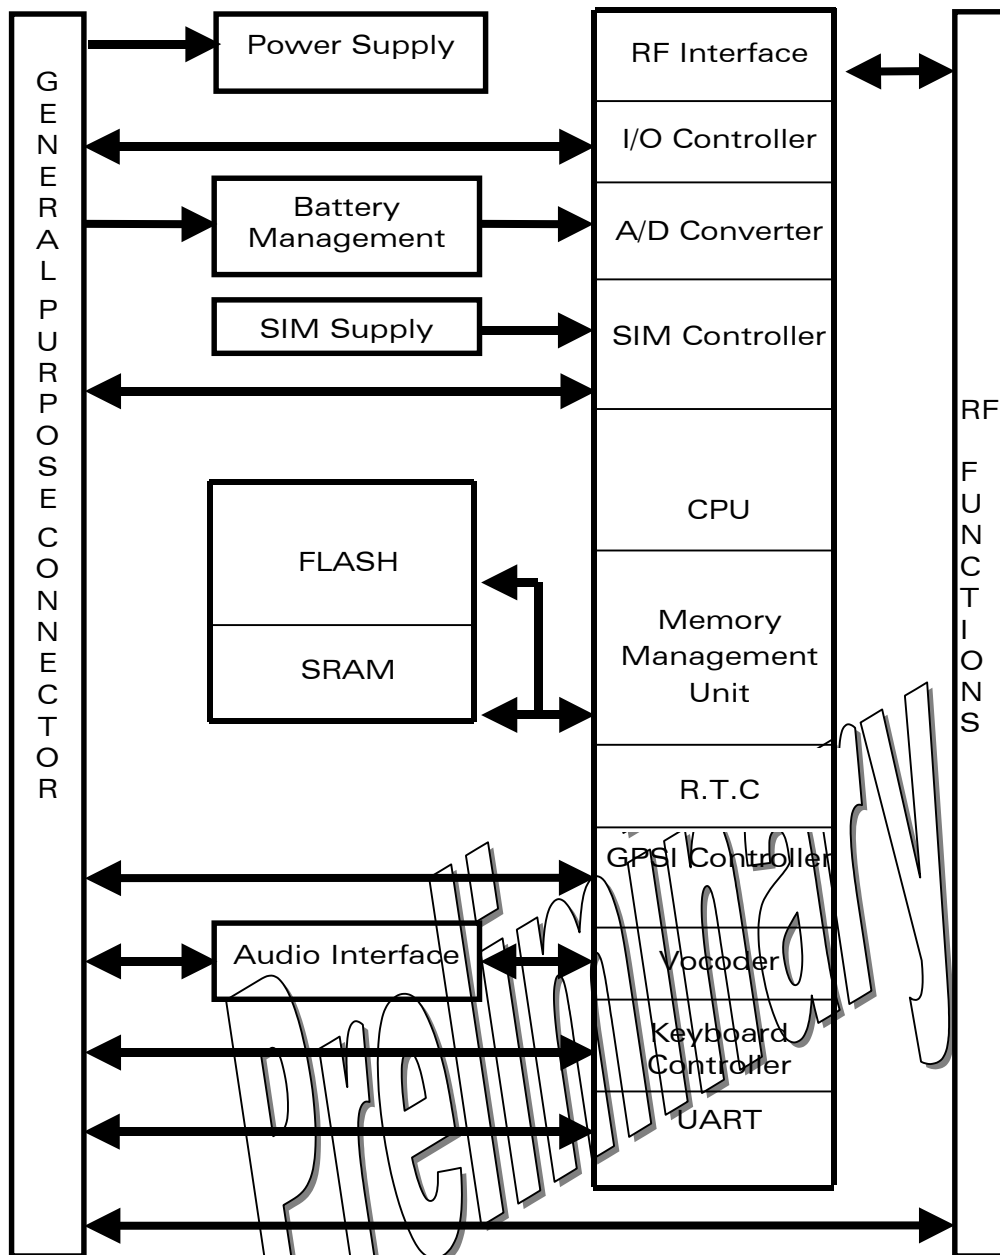 GENERAL PURPOSE CONNECTOR
Power Supply
Battery
Management
SIM Supply
FLASH
SRAM
Audio Interface
RF Interface
I/O Controller
A/D Converter
SIM Controller
CPU
Memory
Management
Unit
R.T.C
GPSI Controller
Vocoder
Keyboard
Controller
UART
RF FUNCTIONS
Preliminary